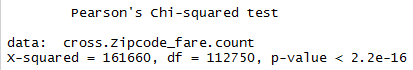 Pearson's Chi-squared test
data: cross.Zipcode_fare.count
X-squared = 161660, df = 112750, p-value < 2.2e-16